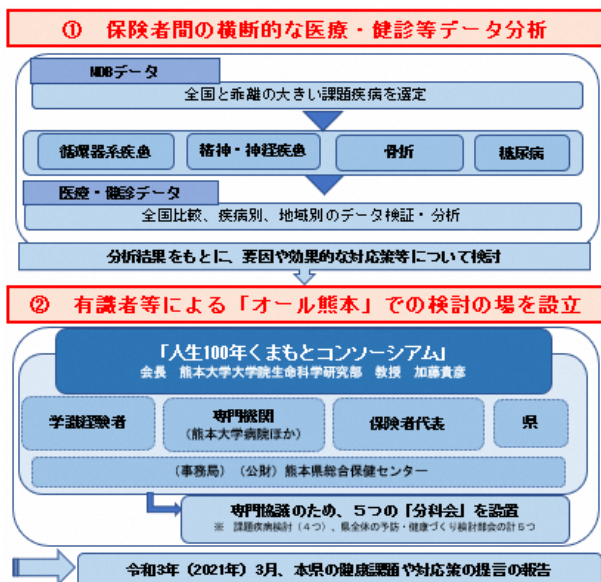 ① 保険者間の横断的な医療・健診等データ分析
NDBデータ
全国と乖離の大きい課題疾病を選定
循環器系疾患
精神・神経疾患
骨折
糖尿病
医療・健診データ
全国比較、疾病別、地域別のデータ検証・分析
分析結果をもとに、要因や効果的な対応策等について検討
② 有識者等による「オール熊本」での検討の場を設立
「人生100年くまもとコンソーシアム」
会長 熊本大学大学院生命科学研究部 教授 加藤貴彦
学識経験者
専門機関
(熊本大学病院ほか)
保険者代表
県
(事務局)(公財)熊本県総合保健センター
専門協議のため、5つの「分科会」を設置
※ 課題疾病検討(4つ)、県全体の予防・健康づくり検討部会の計5つ
令和3年(2021年)3月、本県の健康課題や対応策の提言の報告